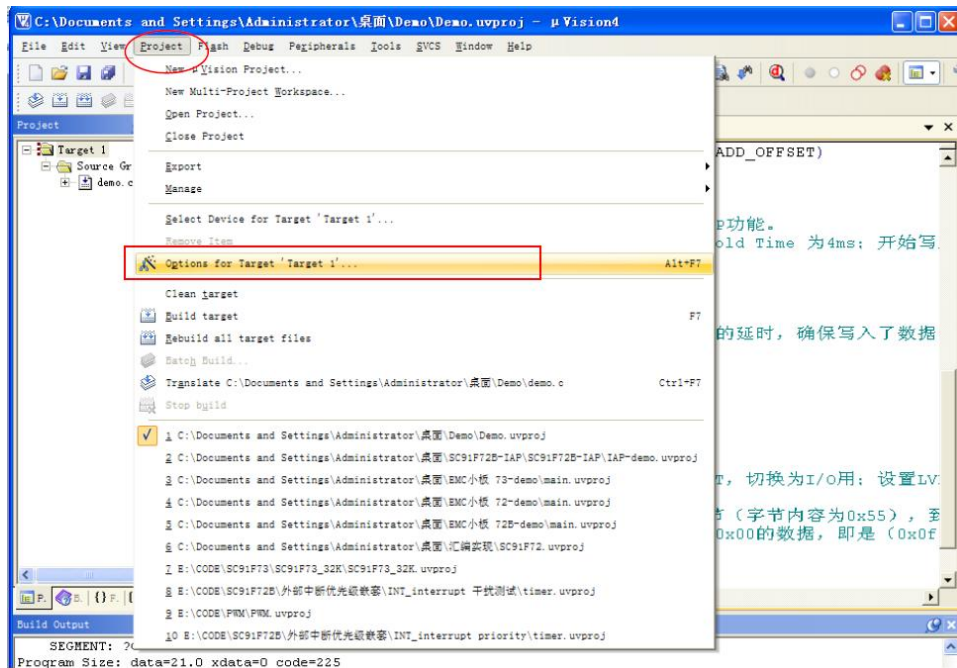 C:\Documents and Settings\Administrator\桌面\Demo\Demo.uvproj - μVision4
File Edit View Project Flash Debug Peripherals Tools SVCS Window Help
New μVision Project...
New Multi-Project Workspace...
Open Project...
Close Project
Export
Manage
Select Device for Target 'Target 1'...
Remove Item
Options for Target 'Target 1'... Alt+F7
Clean target
Build target F7
Rebuild all target files
Batch Build...
Translate C:\Documents and Settings\Administrator\桌面\Demo\demo.c Ctrl+F7
Stop build
1 C:\Documents and Settings\Administrator\桌面\Demo\Demo.uvproj
2 C:\Documents and Settings\Administrator\桌面\SC91F72B-IAP\SC91F72B-IAP\IAP-demo.uvproj
3 C:\Documents and Settings\Administrator\桌面\EMC小板 73-demo\main.uvproj
4 C:\Documents and Settings\Administrator\桌面\EMC小板 72-demo\main.uvproj
5 C:\Documents and Settings\Administrator\桌面\EMC小板 72B-demo\main.uvproj
6 C:\Documents and Settings\Administrator\桌面\汇编实现\SC91F72.uvproj
7 E:\CODE\SC91F73\SC91F73_32K\SC91F73_32K.uvproj
8 E:\CODE\SC91F72B\外部中断优先级嵌套\INT_interrupt 干扰测试\timer.uvproj
9 E:\CODE\PWM\PWM.uvproj
10 E:\CODE\SC91F72B\外部中断优先级嵌套\INT_interrupt priority\timer.uvproj
Project
Target 1
Source Gr
demo.c
P. B. {} F.
ADD_OFFSET)
P功能。
old Time 为4ms; 开始写
的延时, 确保写入了数据
T, 切换为I/O用; 设置LV
节 (字节内容为0x55) , 至
0x00的数据, 即是 (0x0f
Build Output
SEGMENT: ?C
Program Size: data=21.0 xdata=0 code=225